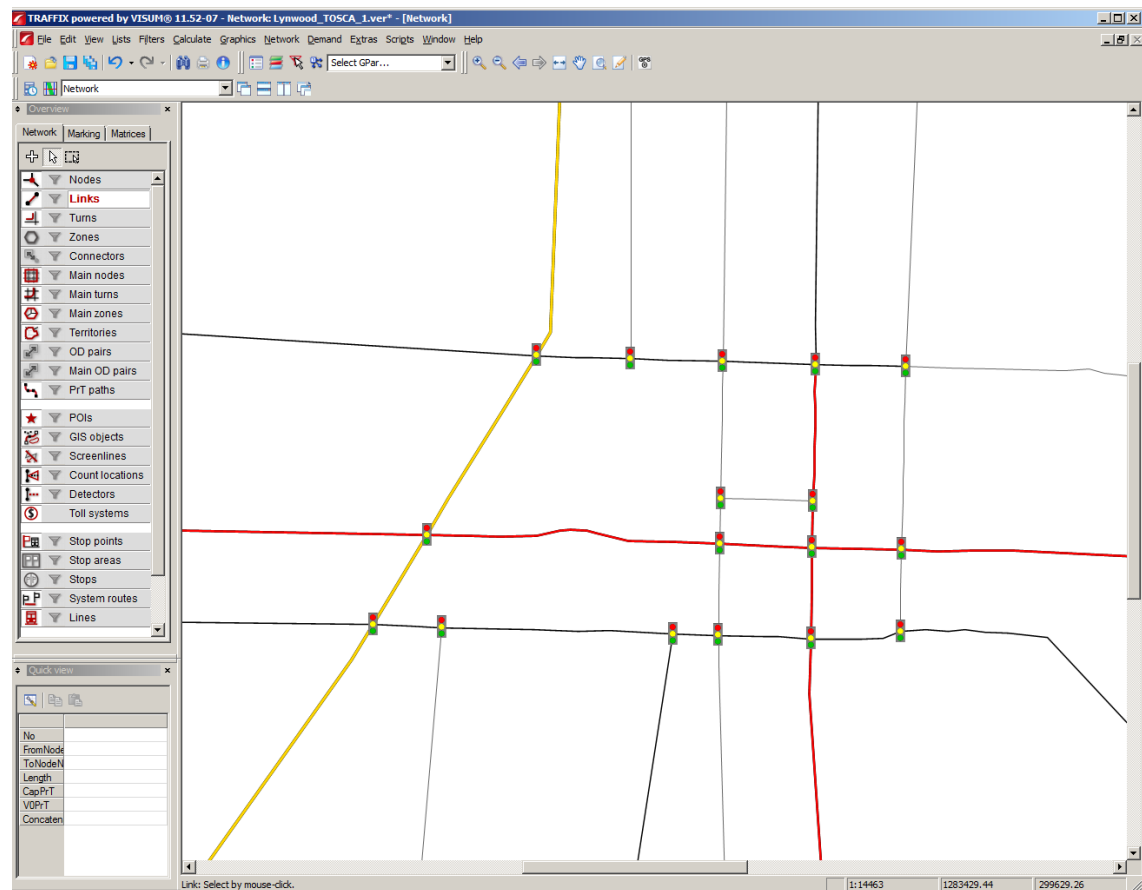 TRAFFIX powered by VISUM® 11.52-07 - Network: Lynwood_TOSCA_1.ver* - [Network]
File Edit View Lists Filters Calculate Graphics Network Demand Extras Scripts Window Help
Select GPar...
Network
Overview
Network Marking Matrices
Nodes
Links
Turns
Zones
Connectors
Main nodes
Main turns
Main zones
Territories
OD pairs
Main OD pairs
PrT paths
POIs
GIS objects
Screenlines
Count locations
Detectors
Toll systems
Stop points
Stop areas
Stops
System routes
Lines
Quick view
No
FromNode
ToNodeN
Length
CapPrT
V0PrT
Concaten
Link: Select by mouse-click.
1:14463 1283429.44 299629.26